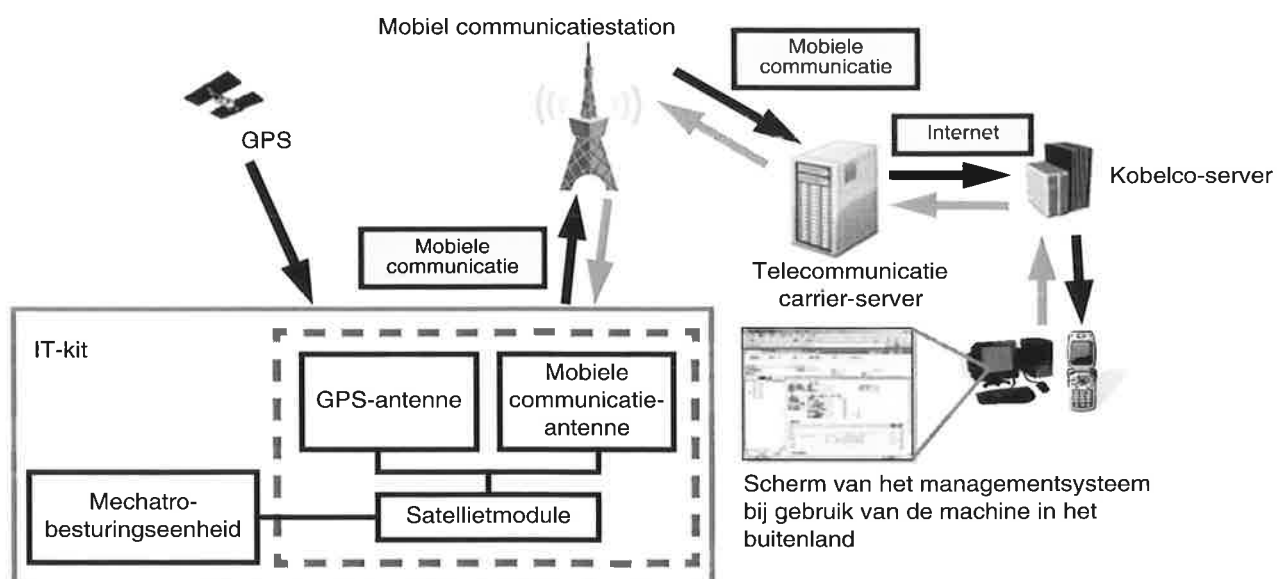 Mobiel communicatiestation
Mobiele
communicatie
GPS
Internet
Kobelco-server
Mobiele
communicatie
Telecommunicatie
carrier-server
IT-kit
GPS-antenne
Mobiele
communicatie-
antenne
Mechatro-
besturingseenheid
Satellietmodule
Scherm van het managementsysteem
bij gebruik van de machine in het
buitenland